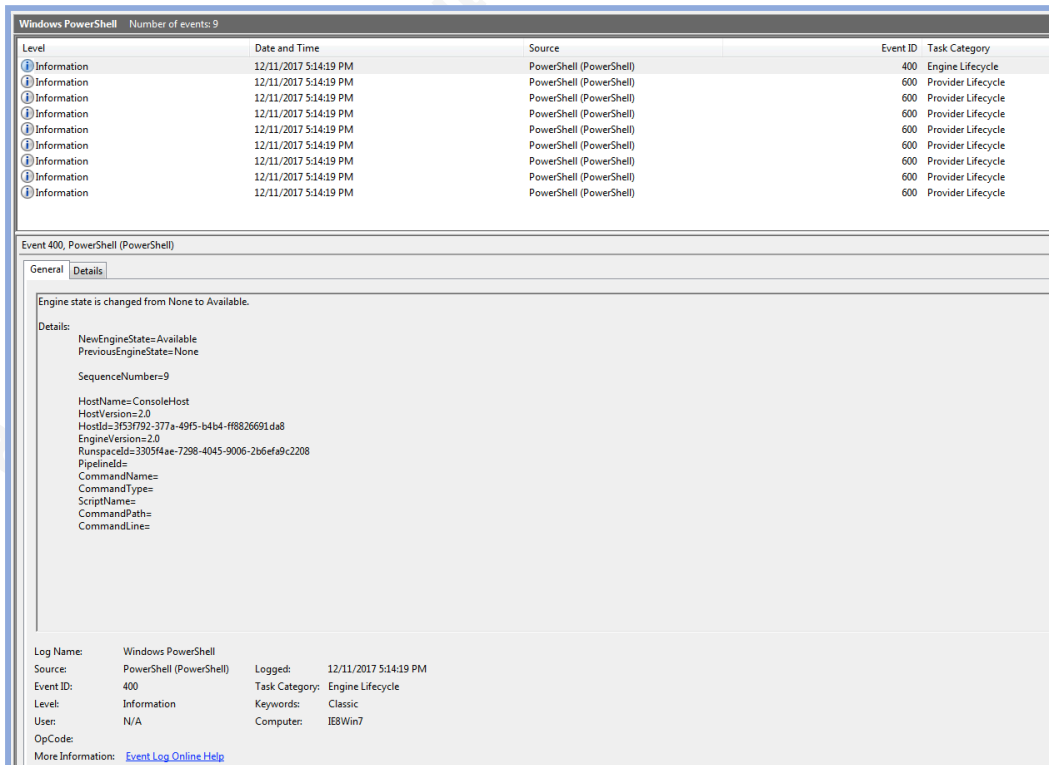 Windows PowerShell Number of events: 9
Level Date and Time Source Event ID Task Category
Information 12/11/2017 5:14:19 PM PowerShell (PowerShell) 400 Engine Lifecycle
Information 12/11/2017 5:14:19 PM PowerShell (PowerShell) 600 Provider Lifecycle
Information 12/11/2017 5:14:19 PM PowerShell (PowerShell) 600 Provider Lifecycle
Information 12/11/2017 5:14:19 PM PowerShell (PowerShell) 600 Provider Lifecycle
Information 12/11/2017 5:14:19 PM PowerShell (PowerShell) 600 Provider Lifecycle
Information 12/11/2017 5:14:19 PM PowerShell (PowerShell) 600 Provider Lifecycle
Information 12/11/2017 5:14:19 PM PowerShell (PowerShell) 600 Provider Lifecycle
Information 12/11/2017 5:14:19 PM PowerShell (PowerShell) 600 Provider Lifecycle
Information 12/11/2017 5:14:19 PM PowerShell (PowerShell) 600 Provider Lifecycle
Event 400, PowerShell (PowerShell)
General Details
Engine state is changed from None to Available.
Details:
NewEngineState=Available
PreviousEngineState=None
SequenceNumber=9
HostName=ConsoleHost
HostVersion=2.0
HostId=3f53f792-377a-49f5-b4b4-ff8826691da8
EngineVersion=2.0
RunspaceId=3305f4ae-7298-4045-9006-2b6efa9c2208
PipelineId=
CommandName=
CommandType=
ScriptName=
CommandPath=
CommandLine=
Log Name: Windows PowerShell
Source: PowerShell (PowerShell) Logged: 12/11/2017 5:14:19 PM
Event ID: 400 Task Category: Engine Lifecycle
Level: Information Keywords: Classic
User: N/A Computer: IE8Win7
OpCode:
More Information: Event Log Online Help